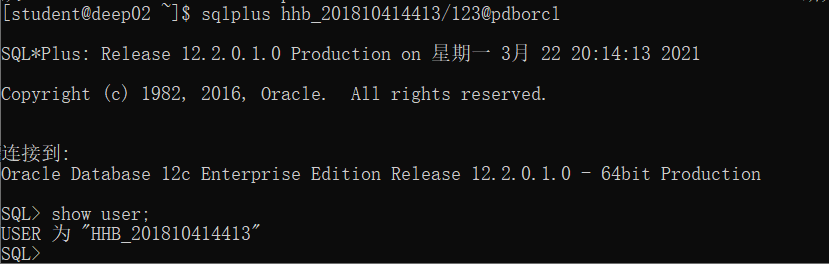 [student@deep02 ~]$ sqlplus hhb_201810414413/123@pdborcl
SQL*Plus: Release 12.2.0.1.0 Production on 星期一 3月 22 20:14:13 2021
Copyright (c) 1982, 2016, Oracle.  All rights reserved.
连接到:
Oracle Database 12c Enterprise Edition Release 12.2.0.1.0 - 64bit Production
SQL> show user;
USER 为 "HHB_201810414413"
SQL>